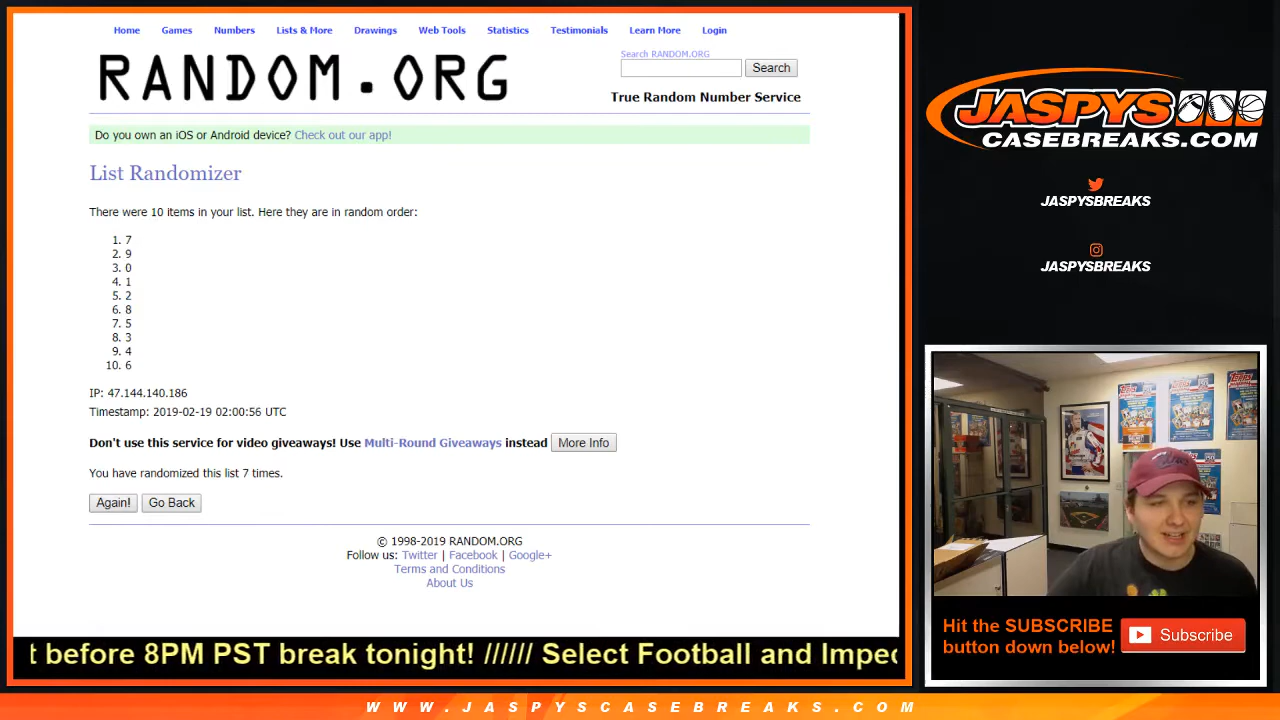 Home Games Numbers Lists & More Drawings Web Tools Statistics Testimonials Learn More Login
RANDOM.ORG
Search RANDOM.ORG
Search
True Random Number Service
Do you own an iOS or Android device? Check out our app!
List Randomizer
There were 10 items in your list. Here they are in random order:
1. 7
2. 9
3. 0
4. 1
5. 2
6. 8
7. 5
8. 3
9. 4
10. 6
IP: 47.144.140.186
Timestamp: 2019-02-19 02:00:56 UTC
Don't use this service for video giveaways! Use Multi-Round Giveaways instead More Info
You have randomized this list 7 times.
Again! Go Back
© 1998-2019 RANDOM.ORG
Follow us: Twitter | Facebook | Google+
Terms and Conditions
About Us
t before 8PM PST break tonight! ////// Select Football and Impec
JASPYS
CASEBREAKS.COM
JASPYSBREAKS
JASPYSBREAKS
Hit the SUBSCRIBE
button down below!
Subscribe
WWW.JASPYSCASEBREAKS.COM